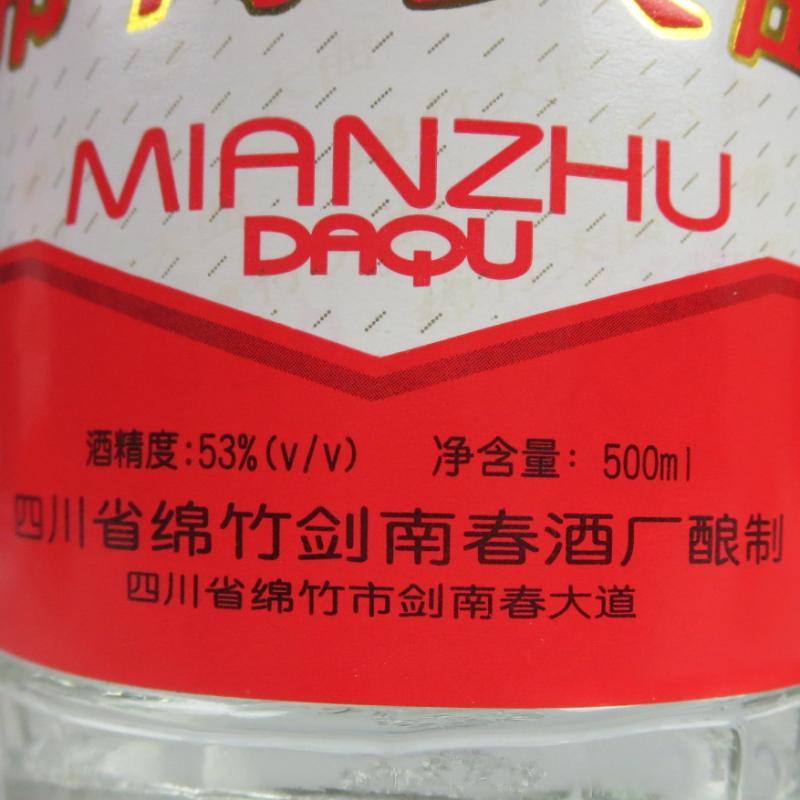 MIANZHU
DAQU
酒精度:53%(v/v) 净含量: 500ml
四川省绵竹剑南春酒厂酿制
四川省绵竹市剑南春大道